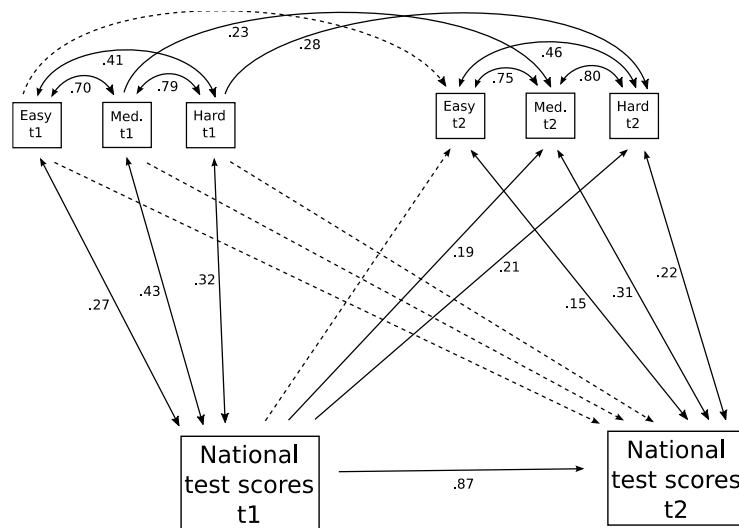 .23
.46
.41
.28
.70
.79
.75
.80
Easy
t1
Med.
t1
Hard
t1
Easy
t2
Med.
t2
Hard
t2
.19
.21
.22
.43
.32
.31
.27
.15
National
test scores
t1
National
test scores
t2
.87